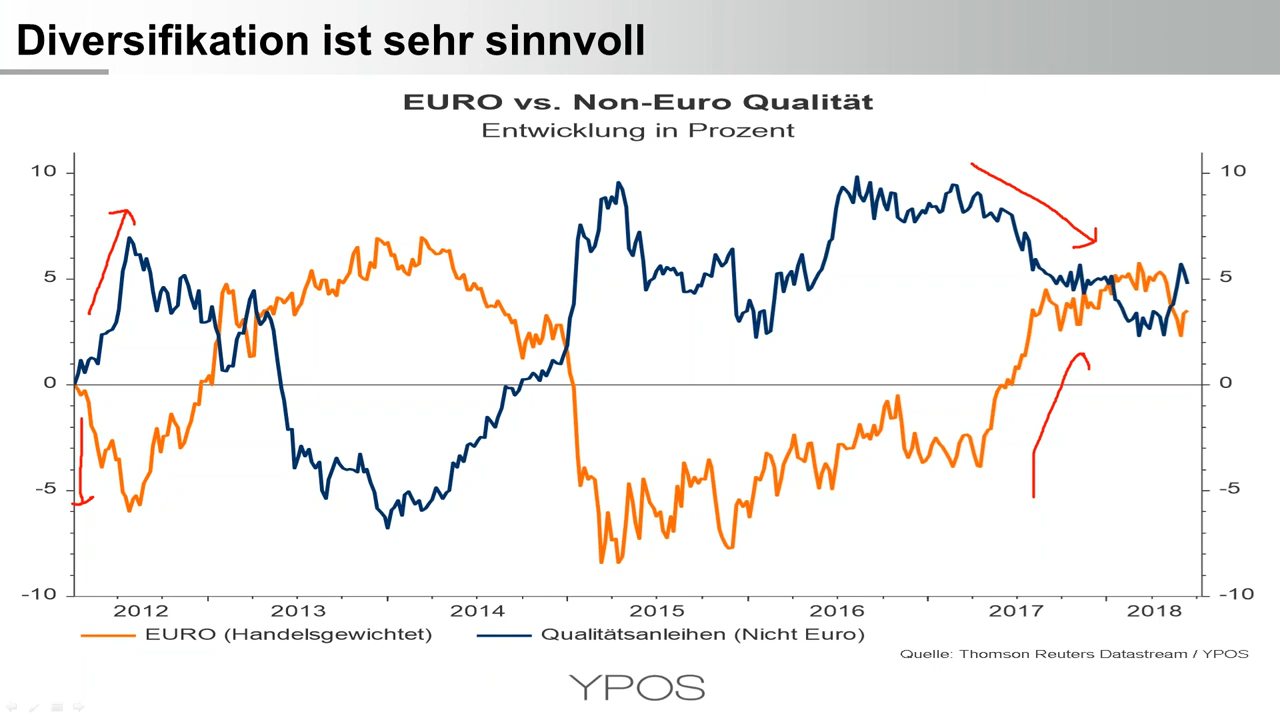 Diversifikation ist sehr sinnvoll
EURO vs. Non-Euro Qualität
Entwicklung in Prozent
10 10
5 5
0 0
-5 -5
-10 -10
2012 2013 2014 2015 2016 2017 2018
EURO (Handelsgewichtet) Qualitätsanleihen (Nicht Euro)
Quelle: Thomson Reuters Datastream / YPOS
YPOS